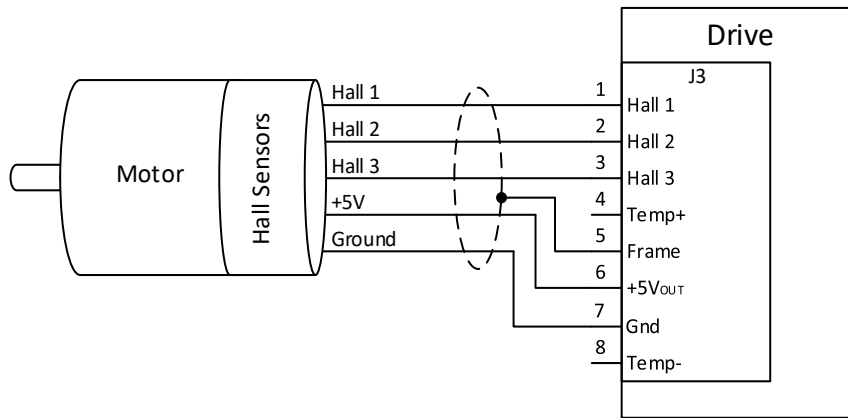 Drive
J3
Hall 1
Hall 2
Hall 3
+5V
Ground
Motor
Hall Sensors
1 Hall 1
2 Hall 2
3 Hall 3
4 Temp+
5 Frame
6 +5VOUT
7 Gnd
8 Temp-